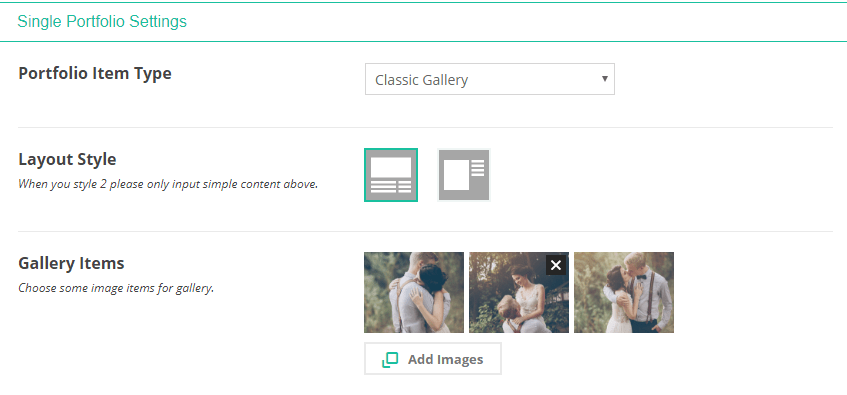 Single Portfolio Settings
Portfolio Item Type
Classic Gallery
Layout Style
When you style 2 please only input simple content above.
Gallery Items
Choose some image items for gallery.
Add Images